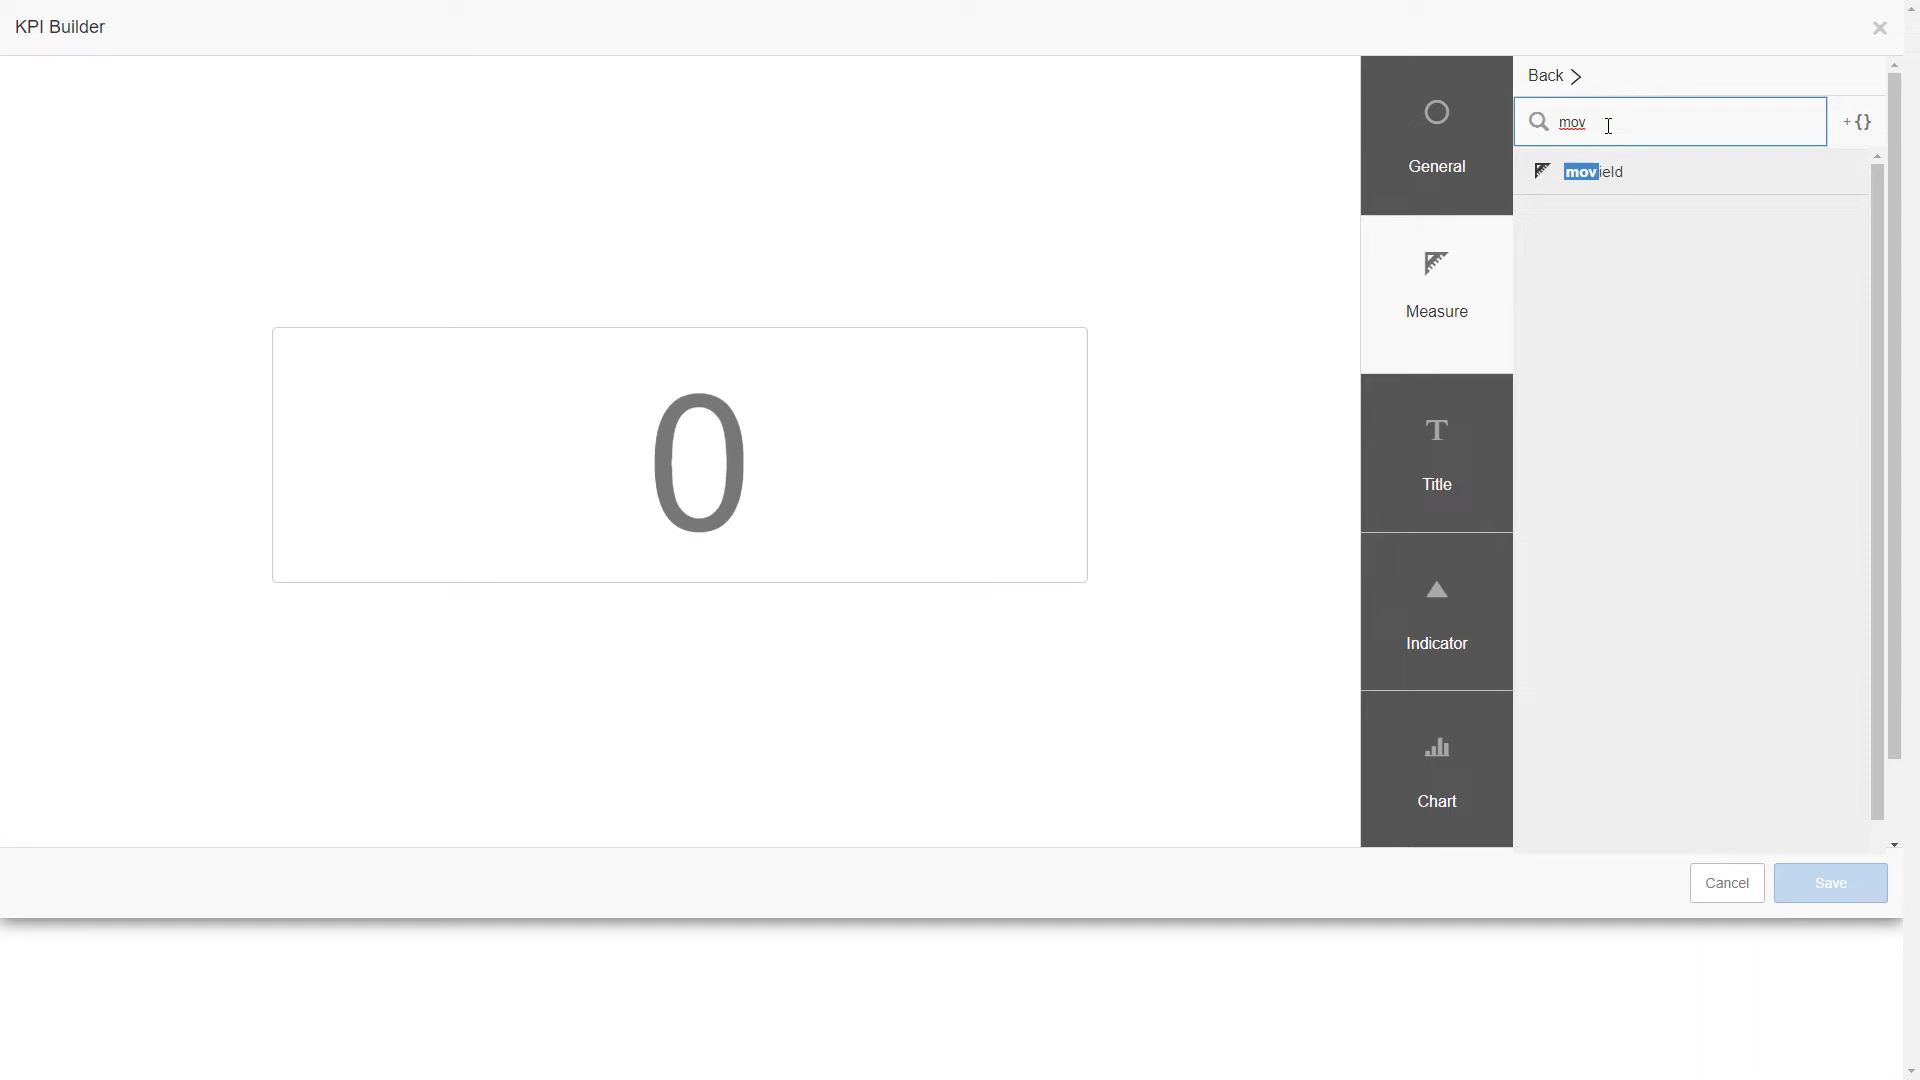 KPI Builder
×
General
Measure
Title
Indicator
Chart
Back
mov
+{}
movield
0
Cancel
Save